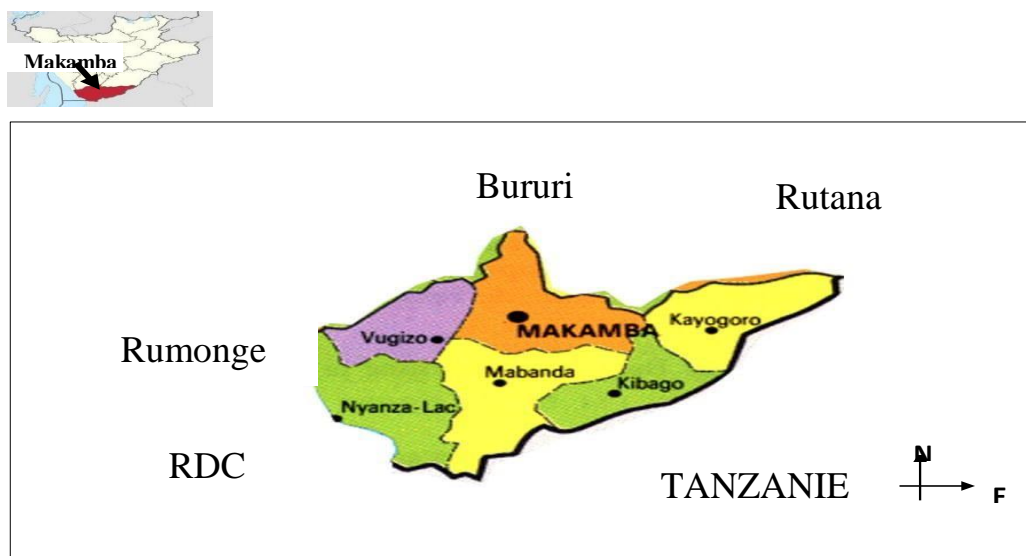 Makamba
Bururi
Rutana
Rumonge
RDC
TANZANIE
Vugizo
MAKAMBA
Kayogoro
Mabanda
Kibago
Nyanza-Lac
N
E